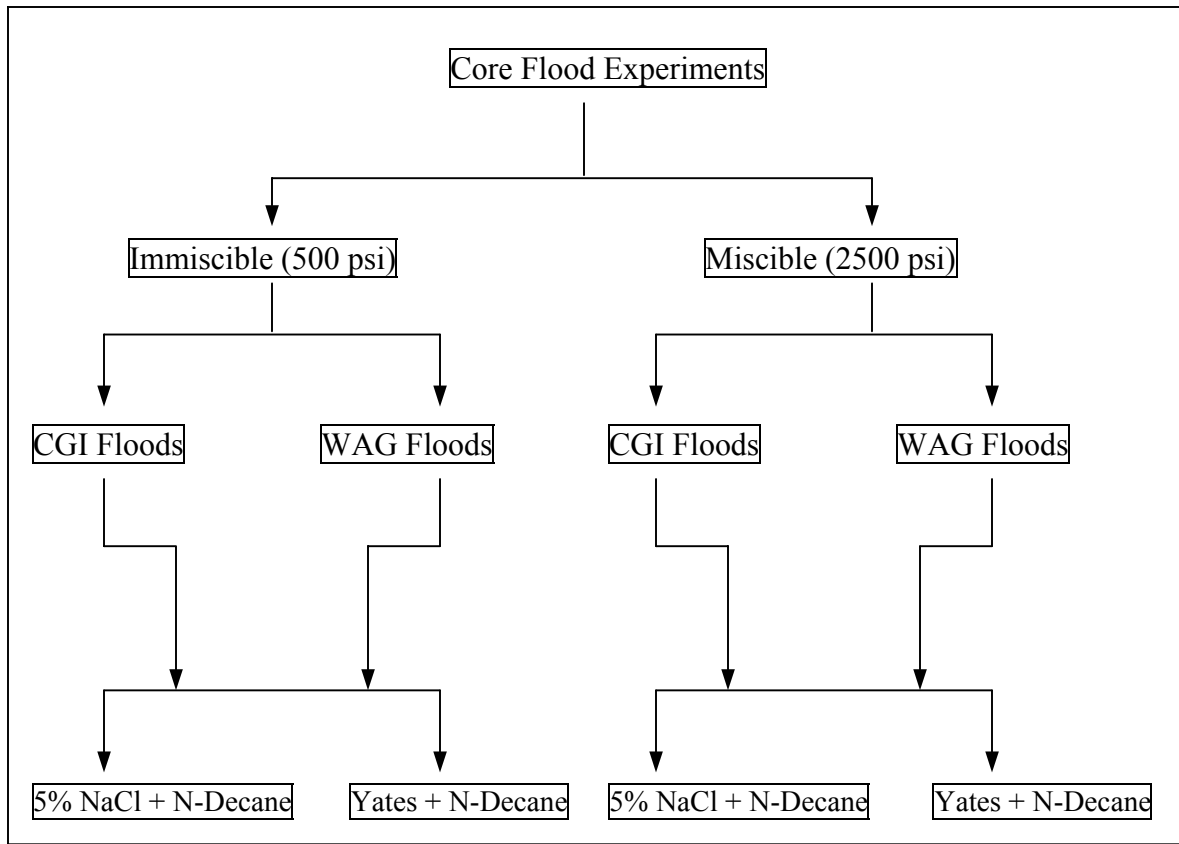 Core Flood Experiments
Immiscible (500 psi)
Miscible (2500 psi)
CGI Floods
WAG Floods
CGI Floods
WAG Floods
5% NaCl + N-Decane
Yates + N-Decane
5% NaCl + N-Decane
Yates + N-Decane